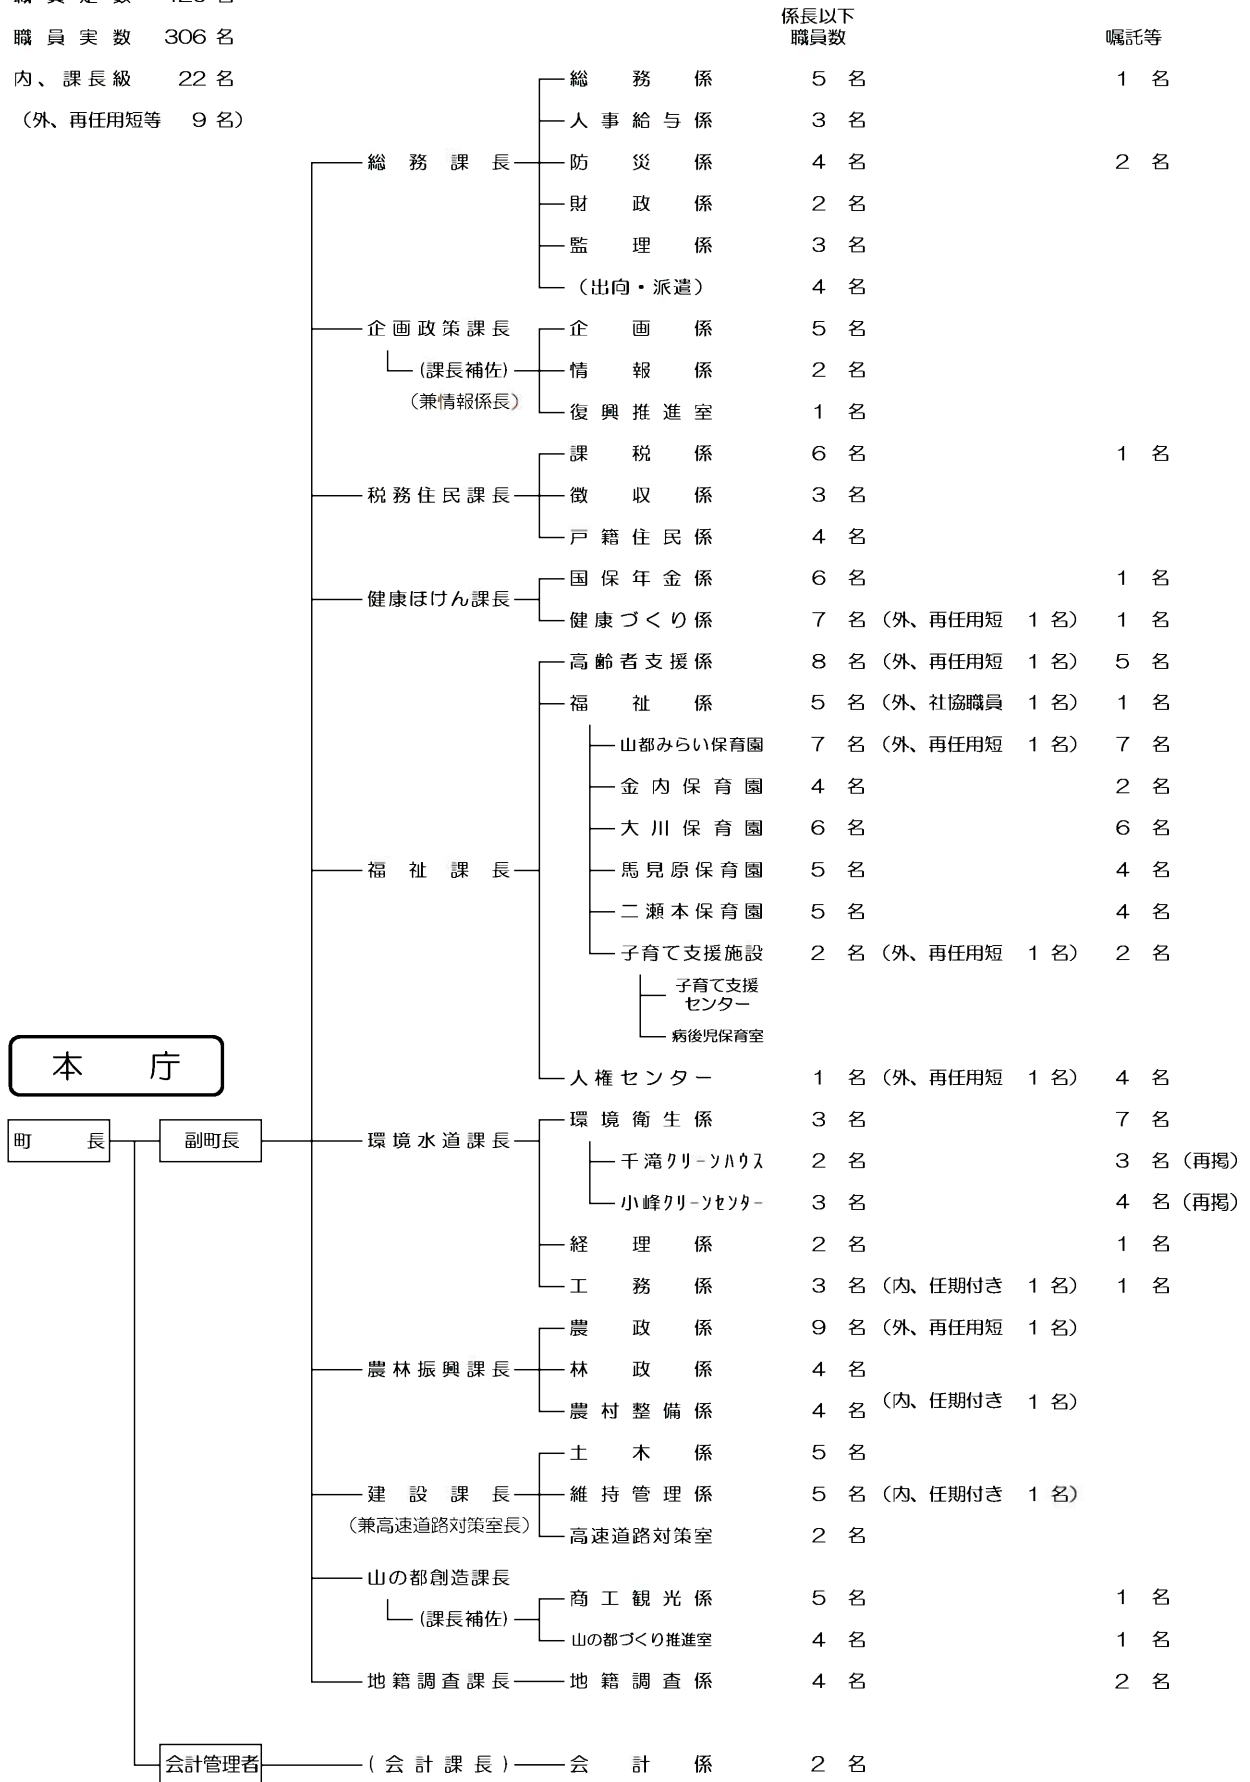 職員実数 306名
内、課長級 22名
（外、再任用短等 9名）
係長以下
職員数
嘱託等
総務課長
総務係 5名 1名
人事給与係 3名
防災係 4名 2名
財政係 2名
監理係 3名
（出向・派遣） 4名
企画政策課長
(課長補佐)
（兼情報係長）
企画係 5名
情報係 2名
復興推進室 1名
税務住民課長
課税係 6名 1名
徴収係 3名
戸籍住民係 4名
健康ほけん課長
国保年金係 6名 1名
健康づくり係 7名（外、再任用短 1名） 1名
福祉課長
高齢者支援係 8名（外、再任用短 1名） 5名
福祉係 5名（外、社協職員 1名） 1名
山都みらい保育園 7名（外、再任用短 1名） 7名
金内保育園 4名 2名
大川保育園 6名 6名
馬見原保育園 5名 4名
二瀬本保育園 5名 4名
子育て支援施設 2名（外、再任用短 1名） 2名
子育て支援
センター
病後児保育室
人権センター 1名（外、再任用短 1名） 4名
本庁
町長
副町長
環境水道課長
環境衛生係 3名 7名
千滝ｸﾘｰﾝﾊｳｽ 2名 3名（再掲）
小峰ｸﾘｰﾝｾﾝﾀｰ 3名 4名（再掲）
経理係 2名 1名
工務係 3名（内、任期付き 1名） 1名
農林振興課長
農政係 9名（外、再任用短 1名）
林政係 4名
農村整備係 4名（内、任期付き 1名）
建設課長
（兼高速道路対策室長）
土木係 5名
維持管理係 5名（内、任期付き 1名）
高速道路対策室 2名
山の都創造課長
(課長補佐)
商工観光係 5名 1名
山の都づくり推進室 4名 1名
地籍調査課長
地籍調査係 4名 2名
会計管理者
(会計課長)
会計係 2名